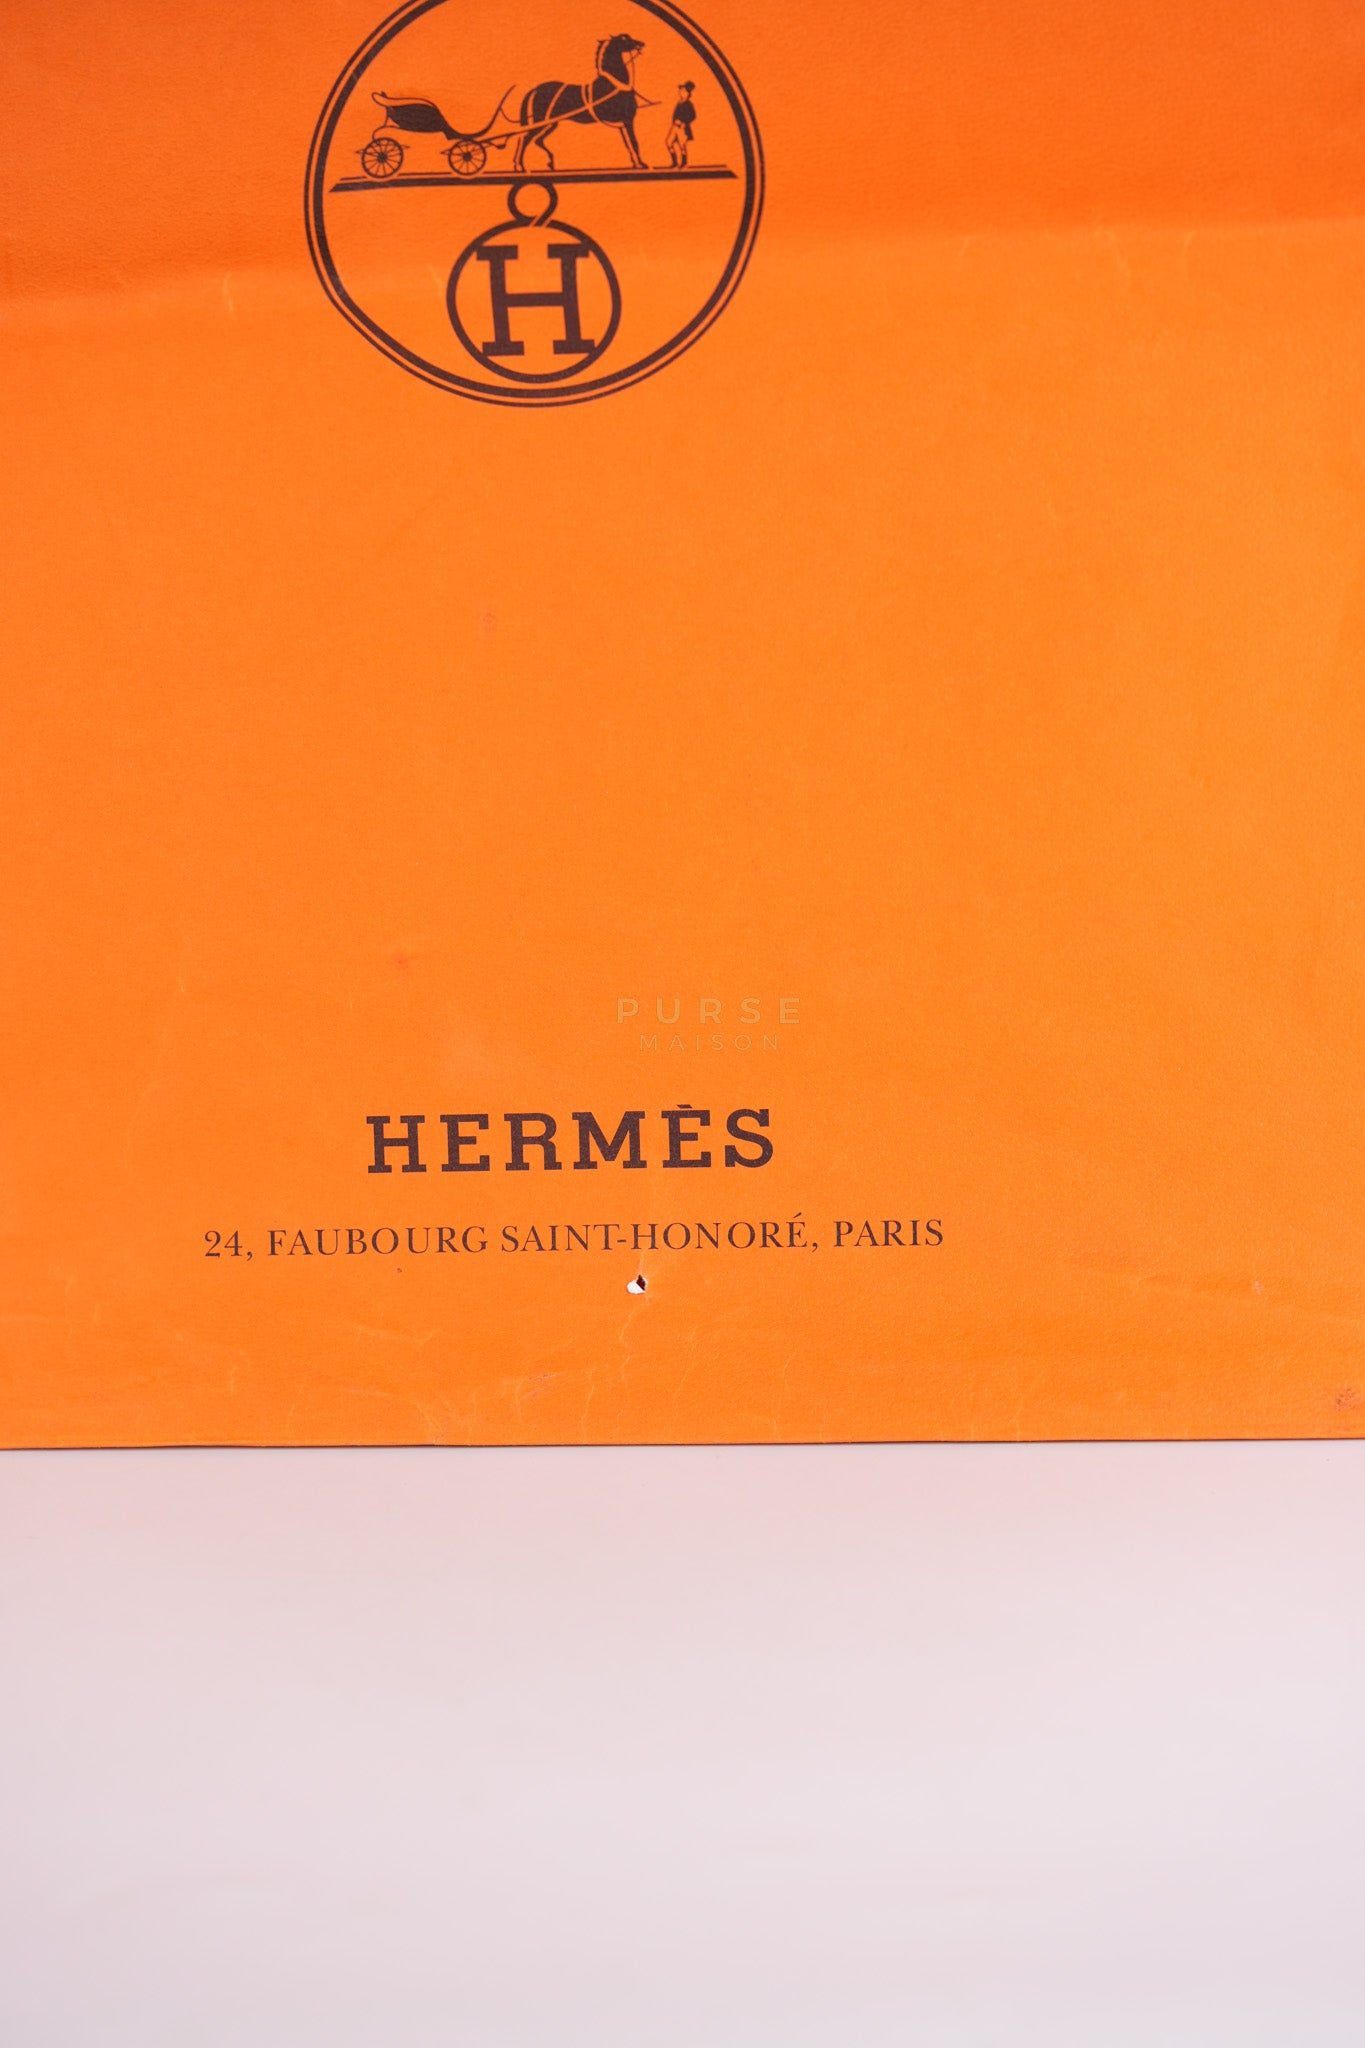 H
PURSE
MAISON
HERMÈS
24, FAUBOURG SAINT-HONORÉ, PARIS